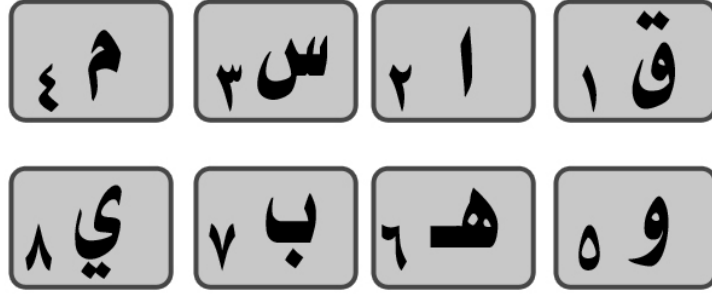 ق ١ ا ٢ س ٣ م ٤
و ٥ هـ ٦ ب ٧ ي ٨